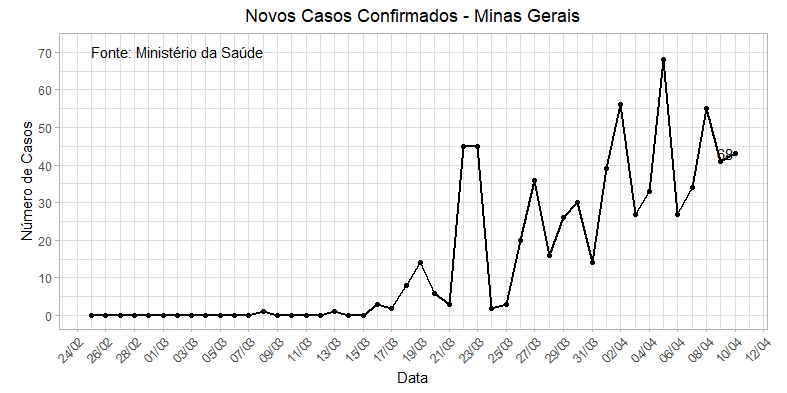 Novos Casos Confirmados - Minas Gerais
Fonte: Ministério da Saúde
Número de Casos
70
60
50
40
30
20
10
0
68
24/02 26/02 28/02 01/03 03/03 05/03 07/03 09/03 11/03 13/03 15/03 17/03 19/03 21/03 23/03 25/03 27/03 29/03 31/03 02/04 04/04 06/04 08/04 10/04 12/04
Data